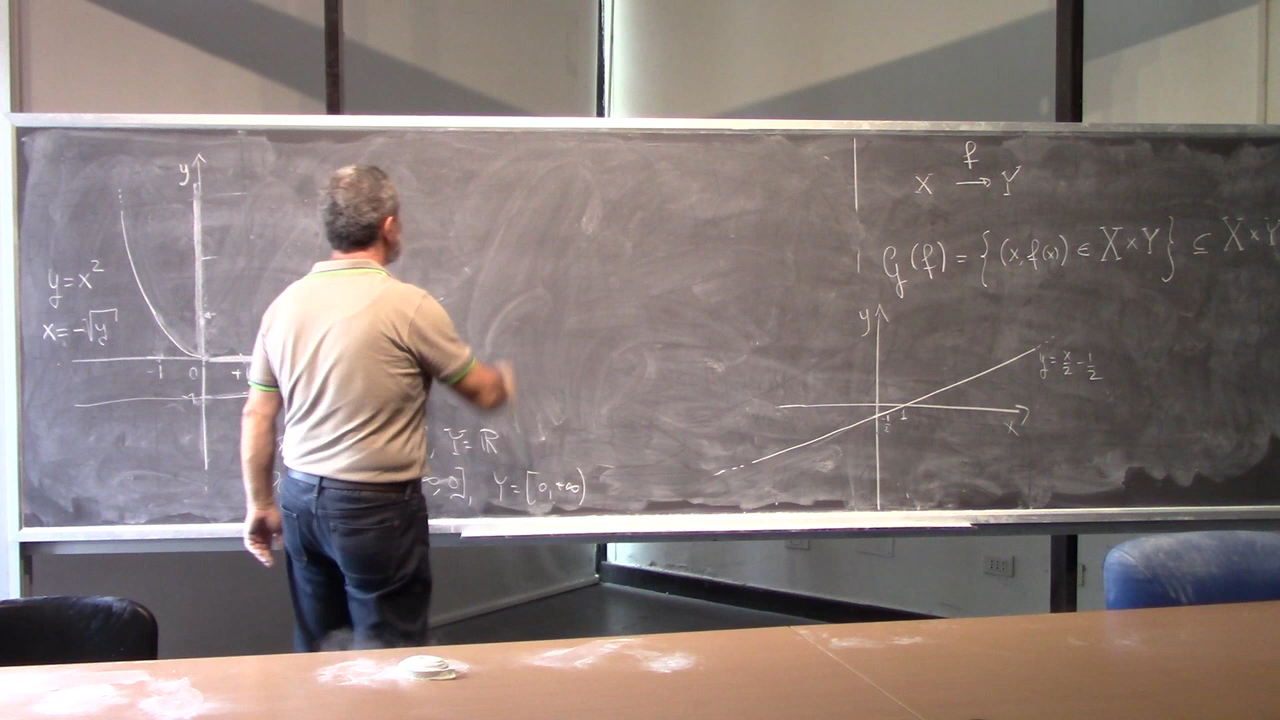 y
y=x²
x=-√y
-1 0 +1
, Y=ℝ
,0], Y=[0,+∞)
f
X → Y
G(f) = {(x,f(x)) ∈ X×Y} ⊆ X×Y
y
y=x/2-1/2
1
-1/2
x